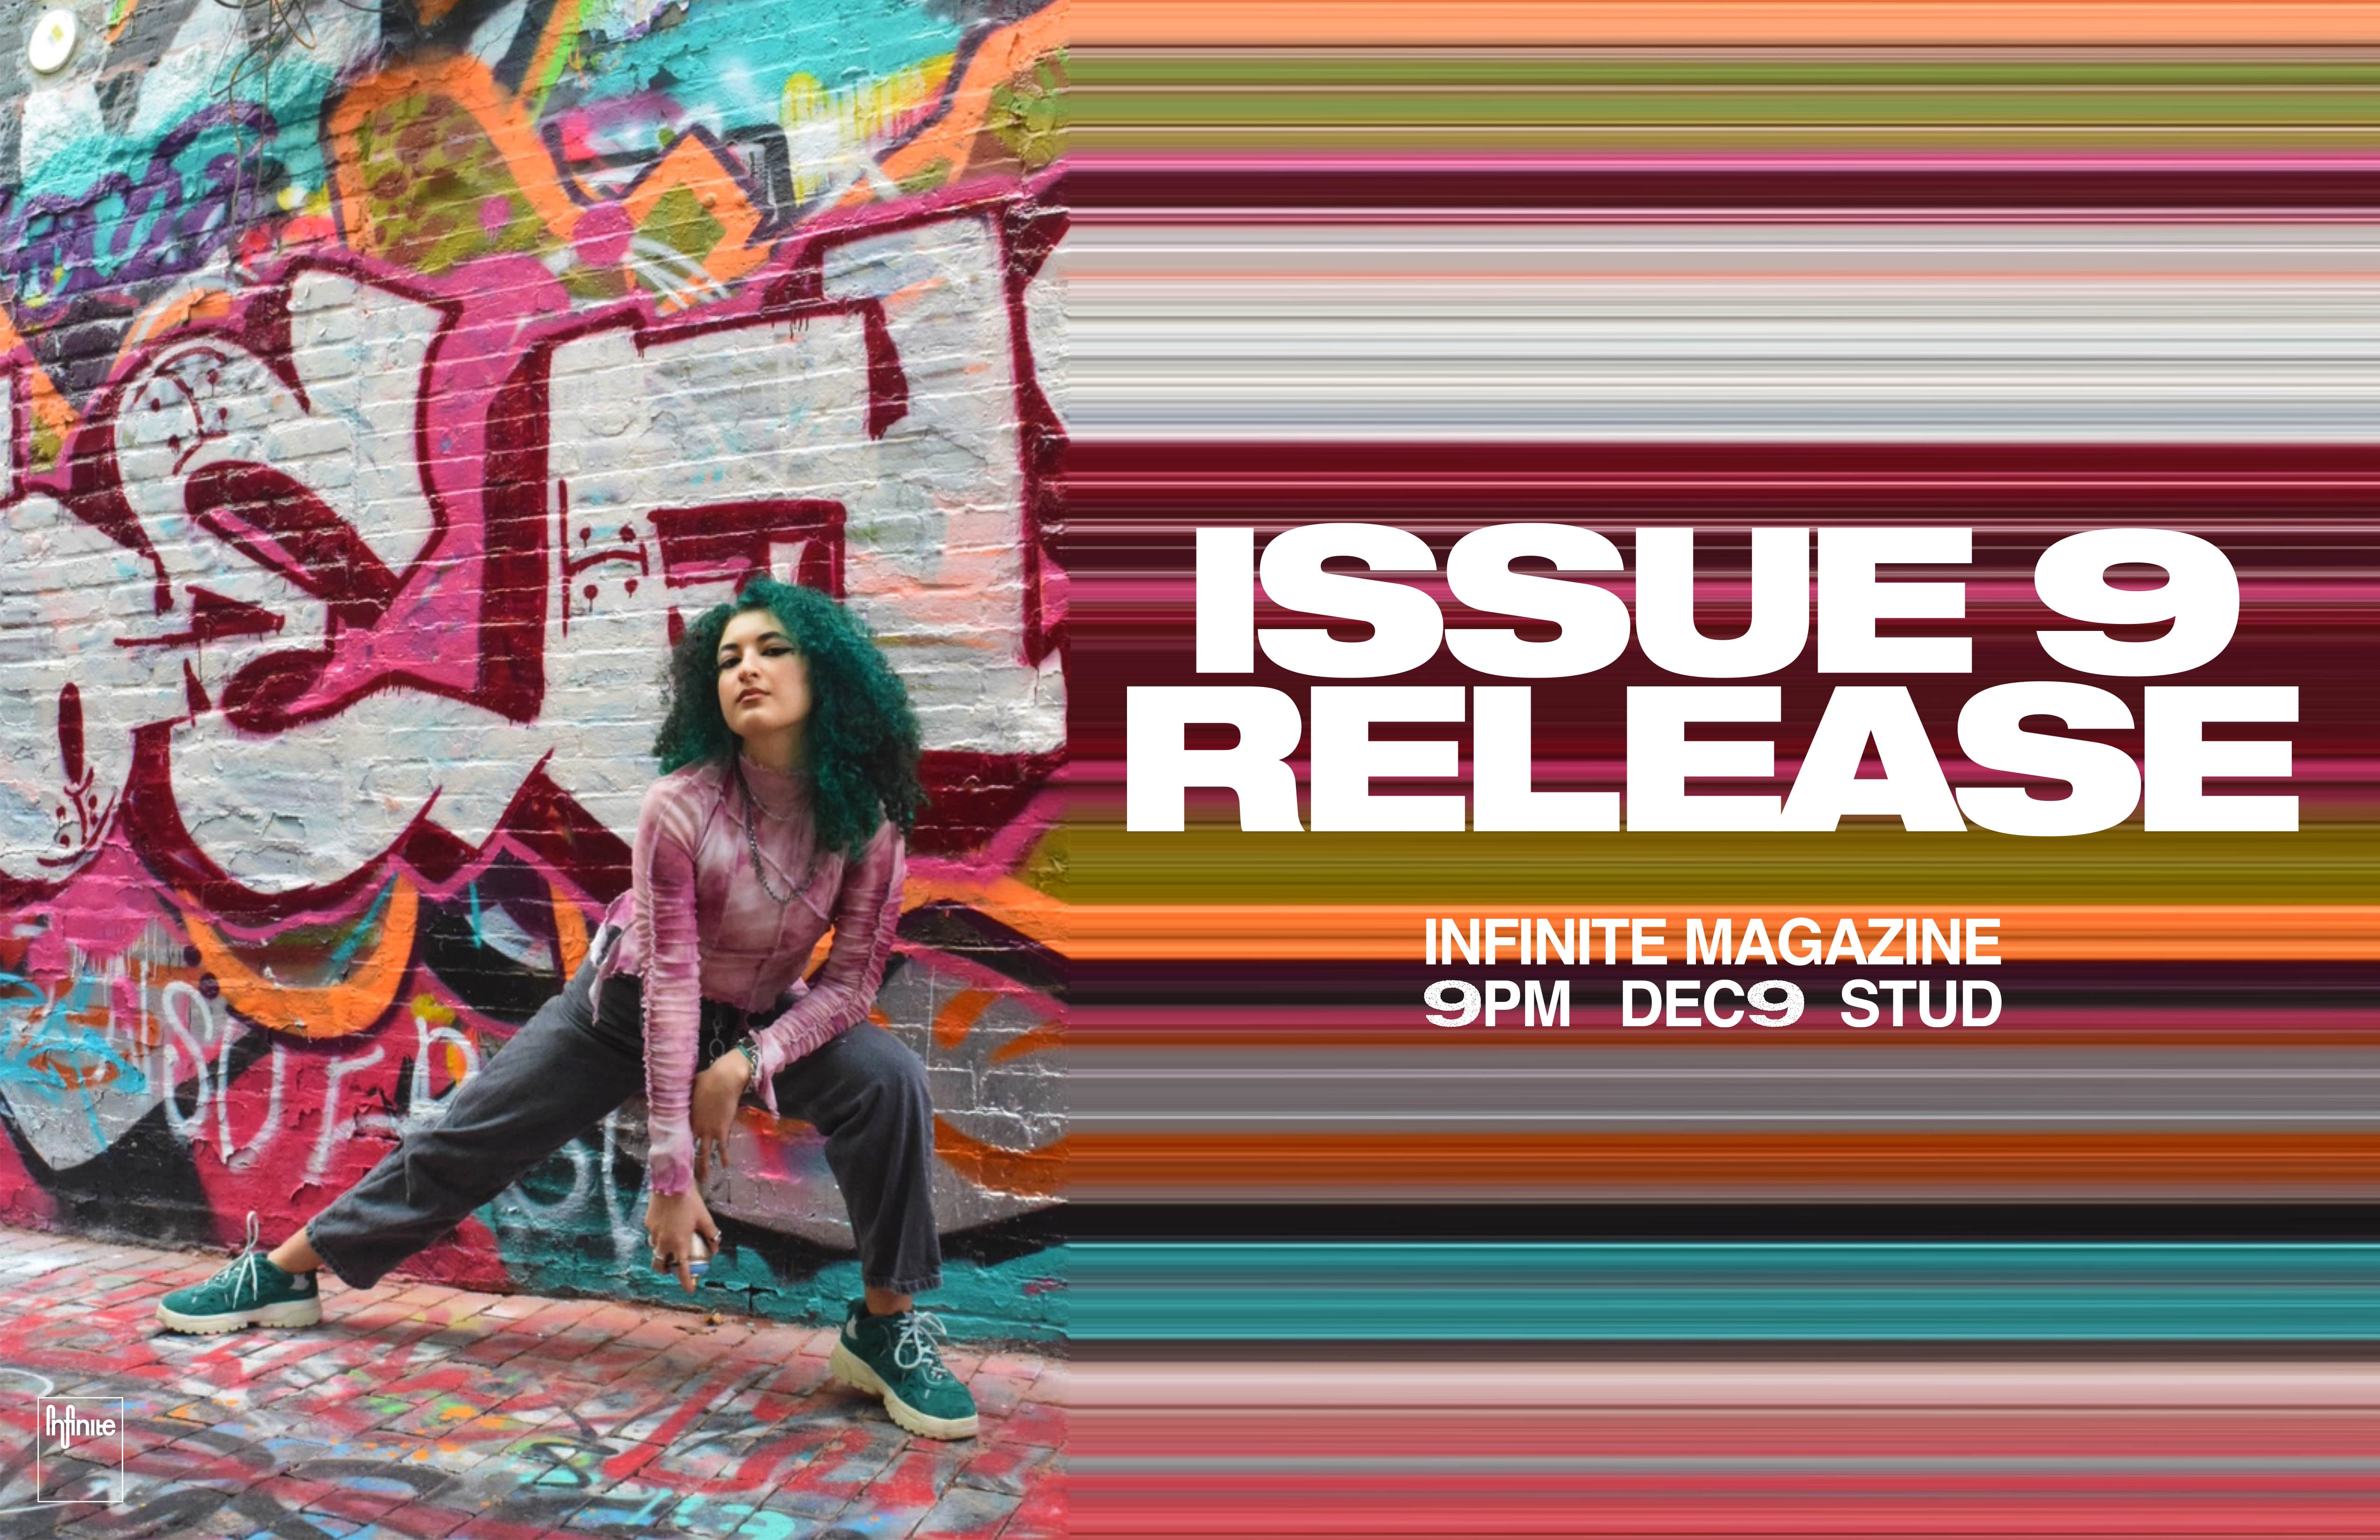 ISSUE 9
RELEASE
INFINITE MAGAZINE
9PM DEC9 STUD
Infinite